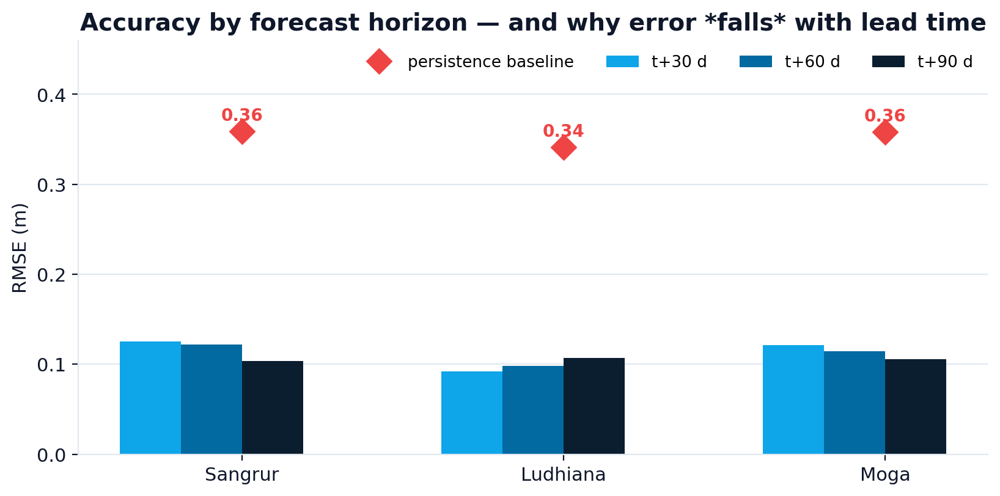 Accuracy by forecast horizon — and why error *falls* with lead time
persistence baseline t+30 d t+60 d t+90 d
0.4
0.36 0.34 0.36
0.3
RMSE (m)
0.2
0.1
0.0
Sangrur Ludhiana Moga